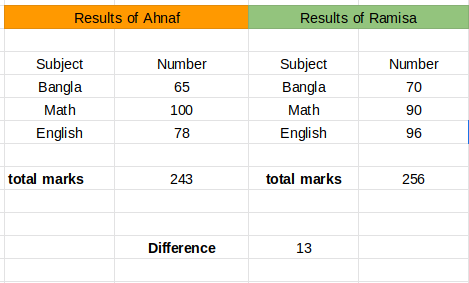 Results of Ahnaf Results of Ramisa
Subject Number Subject Number
Bangla 65 Bangla 70
Math 100 Math 90
English 78 English 96
total marks 243 total marks 256
Difference 13